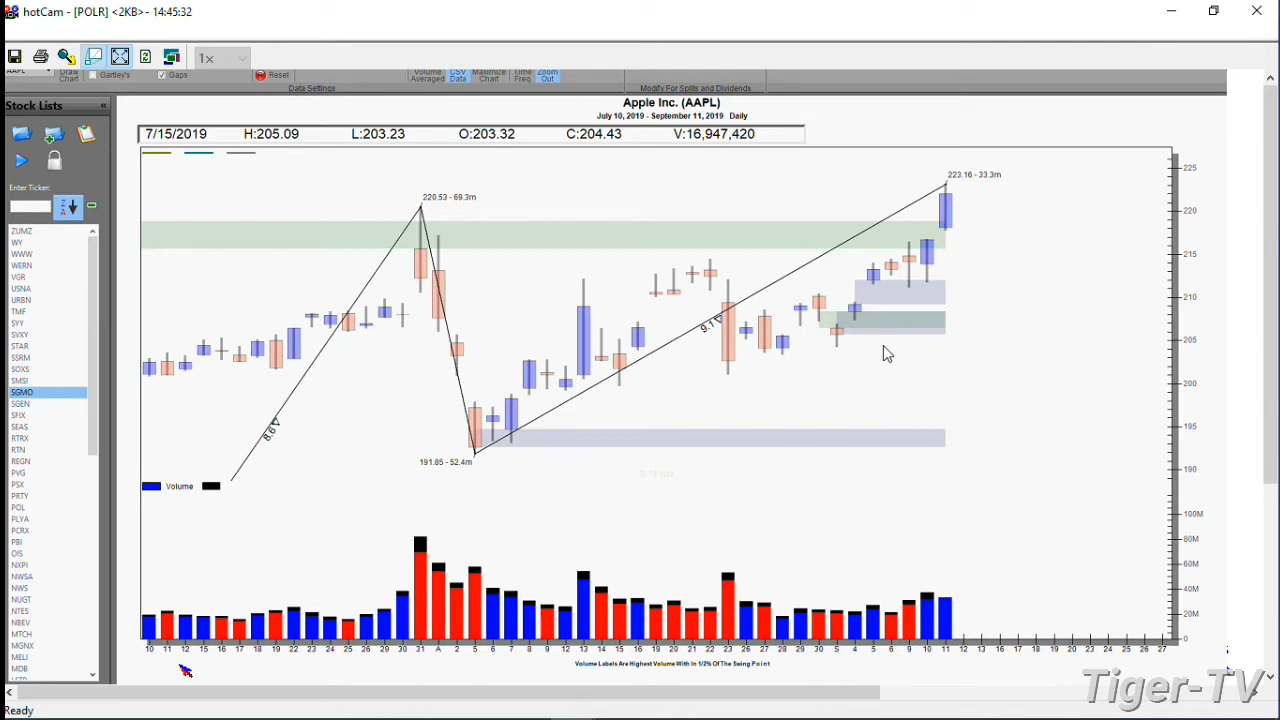 hotCam - [POLR] <2KB> - 14:45:32
1x
AAPL
Draw Chart
Gartley's
Gaps
Reset
Volume Averaged
CSV Data
Maximize Chart
Time Freq
Zoom Out
Data Settings
Modify For Splits and Dividends
Stock Lists
«
Apple Inc. (AAPL)
July 10, 2019 - September 11, 2019 Daily
7/15/2019 H:205.09 L:203.23 O:203.32 C:204.43 V:16,947,420
Enter Ticker:
Z
A
ZUMZ
WY
WWW
WERN
VGR
USNA
URBN
TMF
SYY
SVXY
STAR
SSRM
SOXS
SMSI
SGMO
SGEN
SFIX
SEAS
RTRX
RTN
REGN
PVG
PSX
PRTY
POL
PLYA
PCRX
PBI
OIS
NXPI
NWSA
NWS
NUGT
NTES
NBEV
MTCH
MGNX
MELI
MDB
220.53 - 69.3m
223.16 - 33.3m
191.85 - 52.4m
8.6
9.1
225
220
215
210
205
200
195
190
Volume
100M
80M
60M
40M
20M
0
10 11 12 15 16 17 18 19 22 23 24 25 26 29 30 31 A 2 5 6 7 8 9 12 13 14 15 16 19 20 21 22 23 26 27 28 29 30 S 4 5 6 9 10 11 12 13 16 17 18 19 20 23 24 25 26 27
Volume Labels Are Highest Volume With In 1/2% Of The Swing Point
Tiger-TV
Ready